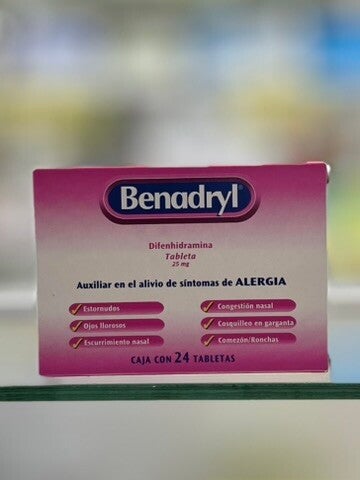 Benadryl®
Difenhidramina
Tableta
25 mg
Auxiliar en el alivio de síntomas de ALERGIA
Estornudos
Congestión nasal
Ojos llorosos
Cosquilleo en garganta
Escurrimiento nasal
Comezón/Ronchas
CAJA CON 24 TABLETAS